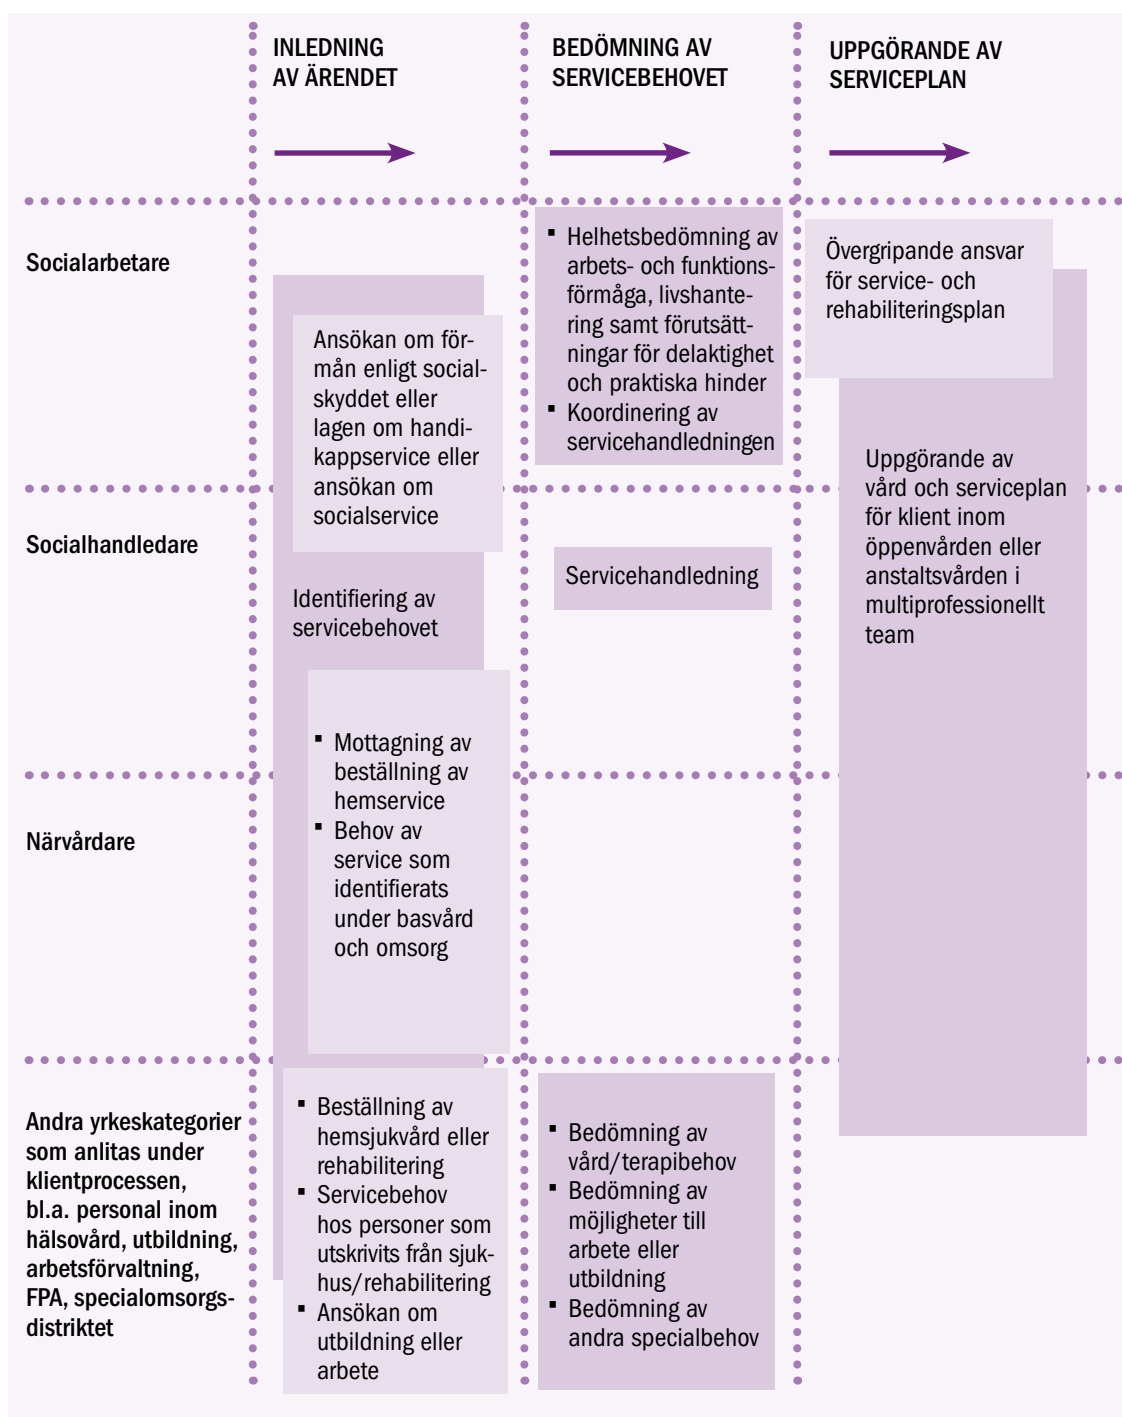 INLEDNING
AV ÄRENDET
BEDÖMNING AV
SERVICEBEHOVET
UPPGÖRANDE AV
SERVICEPLAN
Socialarbetare
Ansökan om för-
mån enligt social-
skyddet eller
lagen om handi-
kappservice eller
ansökan om
socialservice
▪ Helhetsbedömning av
arbets- och funktions-
förmåga, livshante-
ring samt förutsätt-
ningar för delaktighet
och praktiska hinder
▪ Koordinering av
servicehandledningen
Övergripande ansvar
för service- och
rehabiliteringsplan
Uppgörande av
vård och serviceplan
för klient inom
öppenvården eller
anstaltsvården i
multiprofessionellt
team
Socialhandledare
Identifiering av
servicebehovet
Servicehandledning
▪ Mottagning av
beställning av
hemservice
▪ Behov av
service som
identifierats
under basvård
och omsorg
Närvårdare
Andra yrkeskategorier
som anlitas under
klientprocessen,
bl.a. personal inom
hälsovård, utbildning,
arbetsförvaltning,
FPA, specialomsorgs-
distriktet
▪ Beställning av
hemsjukvård eller
rehabilitering
▪ Servicebehov
hos personer som
utskrivits från sjuk-
hus/rehabilitering
▪ Ansökan om
utbildning eller
arbete
▪ Bedömning av
vård/terapibehov
▪ Bedömning av
möjligheter till
arbete eller
utbildning
▪ Bedömning av
andra specialbehov